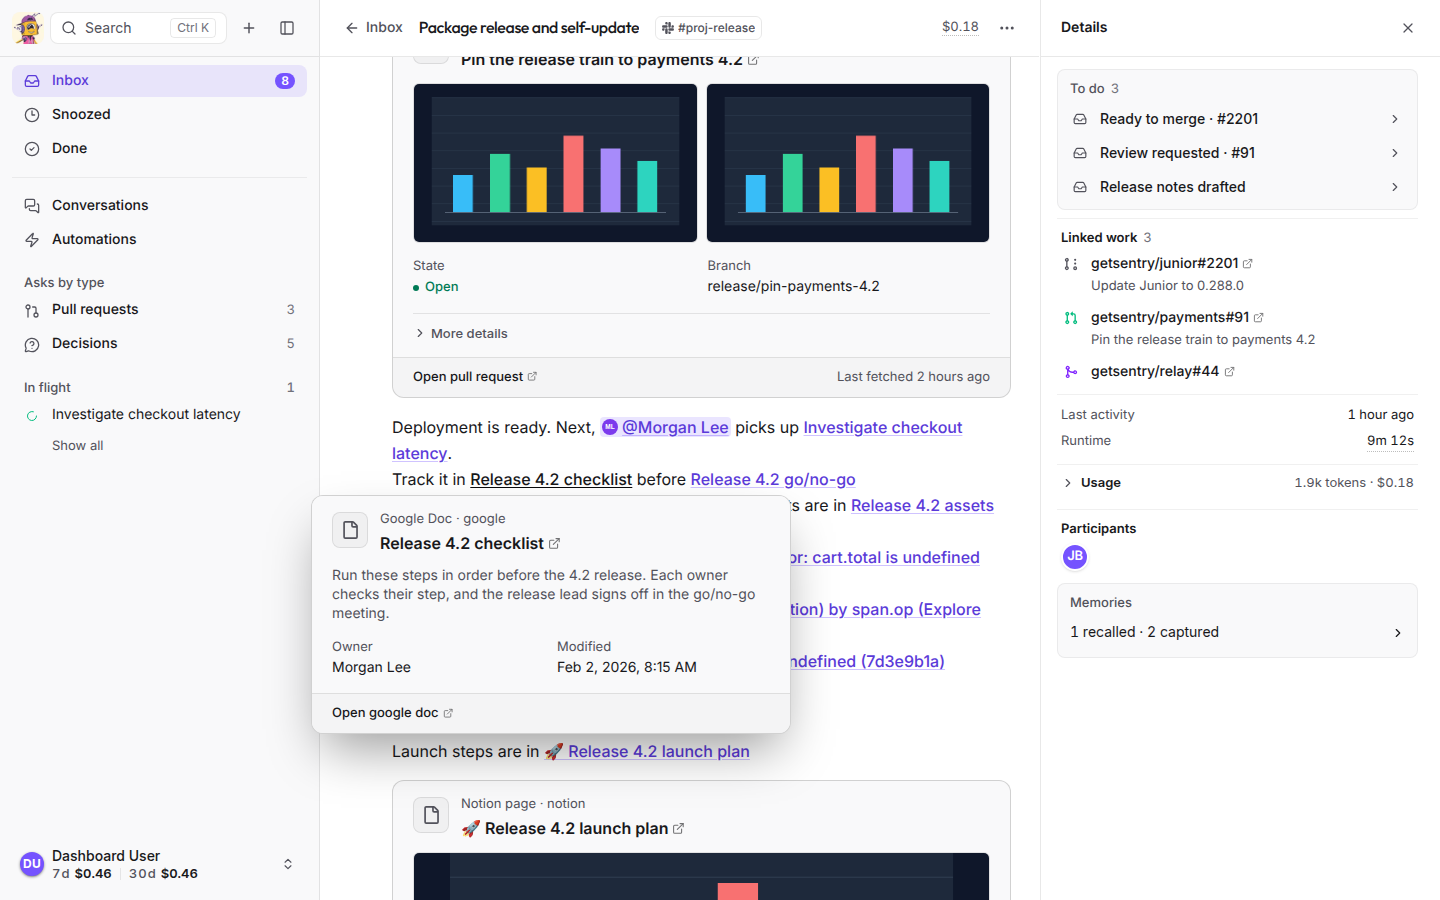 Search
Ctrl K
Inbox
8
Snoozed
Done
Conversations
Automations
Asks by type
Pull requests
3
Decisions
5
In flight
1
Investigate checkout latency
Show all
DU
Dashboard User
7d $0.46
30d $0.46
Inbox
Package release and self-update
#proj-release
$0.18
Pin the release train to payments 4.2
State
Branch
Open
release/pin-payments-4.2
More details
Open pull request
Last fetched 2 hours ago
Deployment is ready. Next, ML @Morgan Lee picks up Investigate checkout
latency.
Track it in Release 4.2 checklist before Release 4.2 go/no-go
s are in Release 4.2 assets
or: cart.total is undefined
tion) by span.op (Explore
ndefined (7d3e9b1a)
Google Doc · google
Release 4.2 checklist
Run these steps in order before the 4.2 release. Each owner
checks their step, and the release lead signs off in the go/no-go
meeting.
Owner
Modified
Morgan Lee
Feb 2, 2026, 8:15 AM
Open google doc
Launch steps are in 🚀 Release 4.2 launch plan
Notion page · notion
🚀 Release 4.2 launch plan
Details
To do 3
Ready to merge · #2201
Review requested · #91
Release notes drafted
Linked work 3
getsentry/junior#2201
Update Junior to 0.288.0
getsentry/payments#91
Pin the release train to payments 4.2
getsentry/relay#44
Last activity
1 hour ago
Runtime
9m 12s
Usage
1.9k tokens · $0.18
Participants
JB
Memories
1 recalled · 2 captured